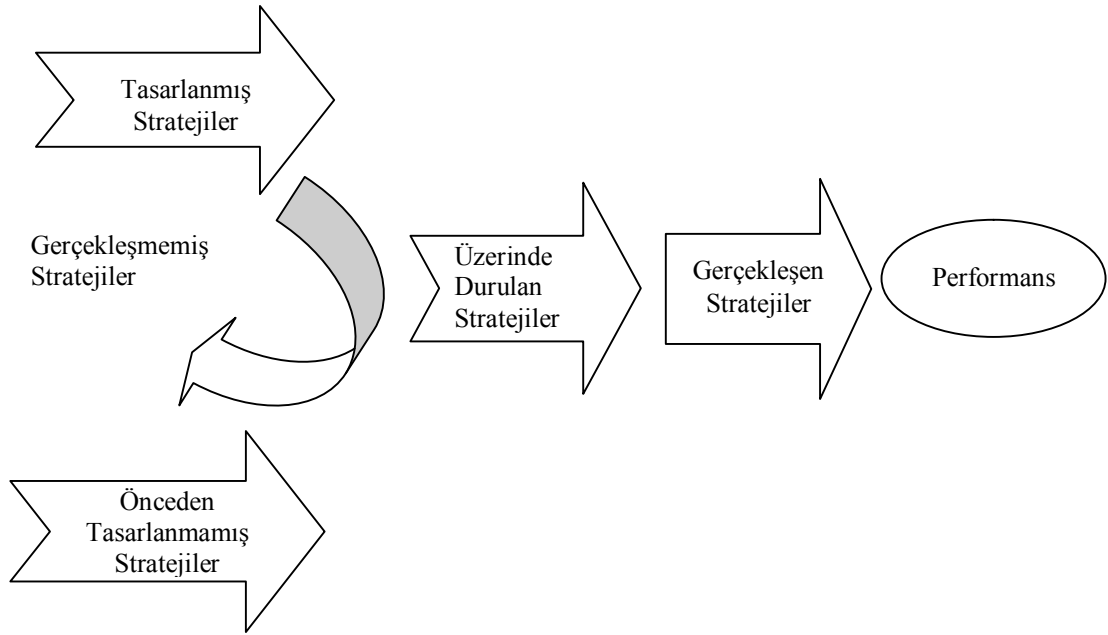 Tasarlanmış
Stratejiler
Gerçekleşmemiş
Stratejiler
Üzerinde
Durulan
Stratejiler
Gerçekleşen
Stratejiler
Performans
Önceden
Tasarlanmamış
Stratejiler